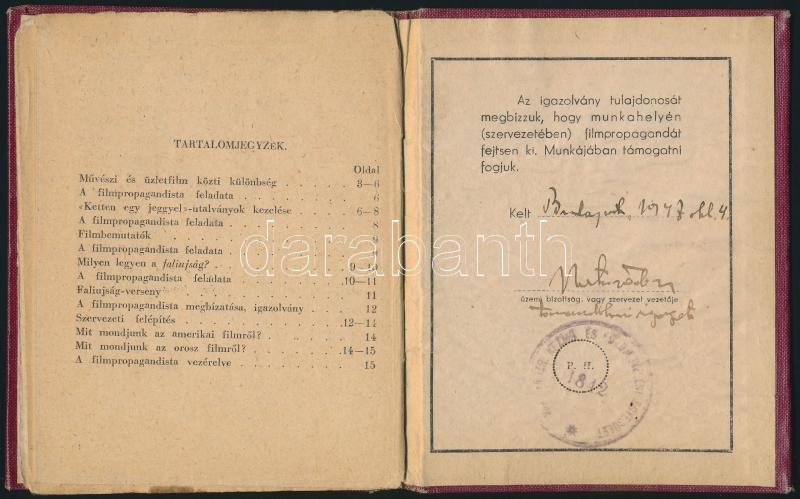 TARTALOMJEGYZÉK.
Oldal
Művészi és üzletfilm közti különbség 3—6
A filmpropagandista feladata 6
«Ketten egy jeggyel»-utalványok kezelése 6—8
A filmpropagandista feladata 8
Filmbemutatók
A filmpropagandista feladata
Milyen legyen a faliujság?
A filmpropagandista feladata 10—11
Faliujság-verseny 11
A filmpropagandista megbizatása, igazolvány 12
Szervezeti felépítés 12—14
Mit mondjunk az amerikai filmről? 14
Mit mondjunk az orosz filmről? 14—15
A filmpropagandista vezérelve 15
Az igazolvány tulajdonosát
megbizzuk, hogy munkahelyén
(szervezetében) filmpropagandát
fejtsen ki. Munkájában támogatni
fogjuk.
Kelt Budapest, 1947 okt. 4.
üzemi bizottság, vagy szervezet vezetője
P. H.
1842
darabanth